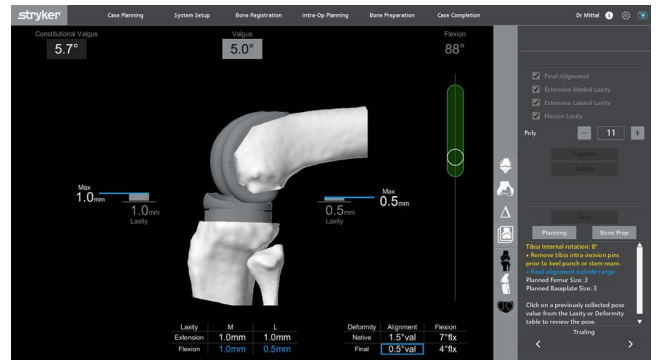 stryker
Case Planning
System Setup
Bone Registration
Intra-Op Planning
Bone Preparation
Case Completion
Dr Mittal
Constitutional Valgus
5.7°
Valgus
5.0°
Flexion
88°
Final Alignment
Extension Medial Laxity
Extension Lateral Laxity
Flexion Laxity
Poly
11
Max
1.0mm
1.0mm
Laxity
Max
0.5mm
0.5mm
Laxity
Planning
Bone Prep
Tibia Internal rotation: 8°
• Remove tibia intra-incision pins
prior to keel punch or stem ream.
• Final alignment outside range
Planned Femur Size: 3
Planned Baseplate Size: 3
Click on a previously collected pose
value from the Laxity or Deformity
table to review the pose.
Trialing
Laxity M L
Extension 1.0mm 1.0mm
Flexion 1.0mm 0.5mm
Deformity Alignment Flexion
Native 1.5°val 7°flx
Final 0.5°val 4°flx